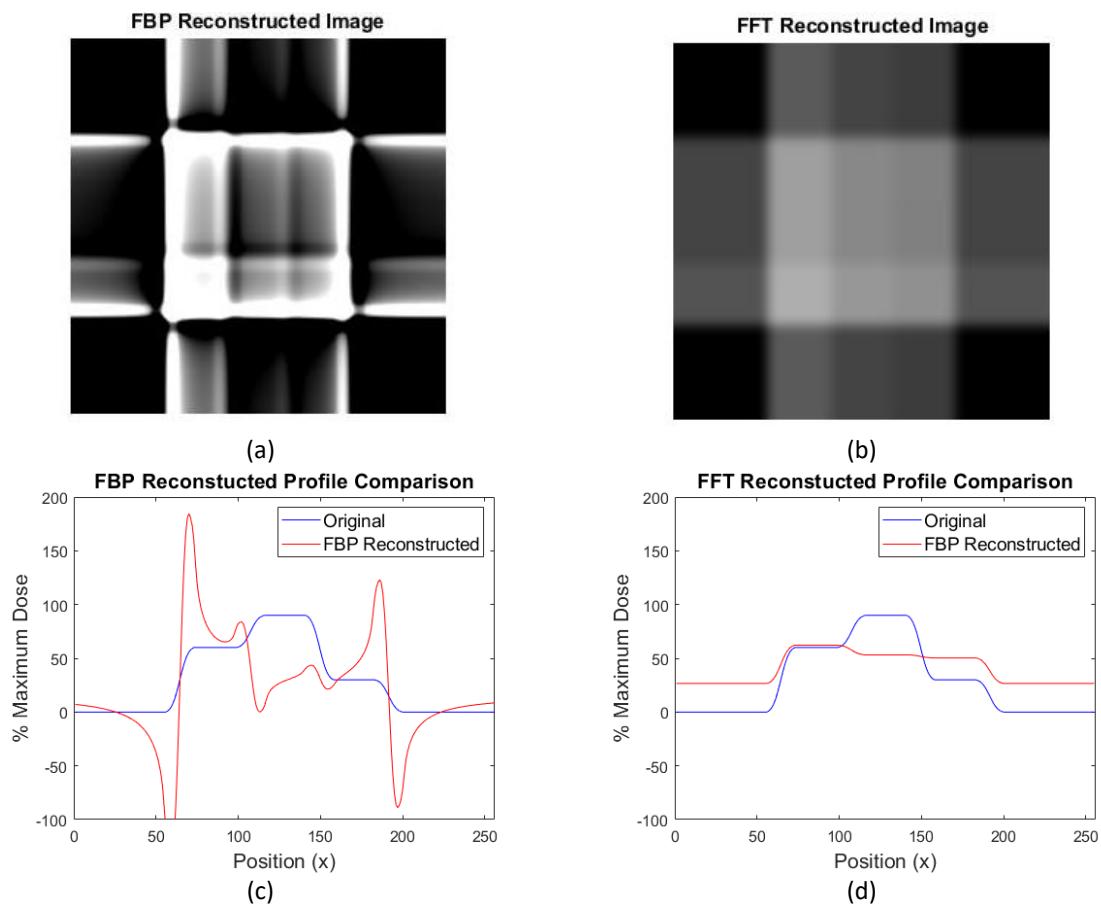 FBP Reconstructed Image
FFT Reconstructed Image
(a)
(b)
FBP Reconstucted Profile Comparison
200
150
100
50
0
-50
-100
% Maximum Dose
Original
FBP Reconstructed
0
50
100
150
200
250
Position (x)
(c)
FFT Reconstucted Profile Comparison
200
150
100
50
0
-50
-100
% Maximum Dose
Original
FBP Reconstructed
0
50
100
150
200
250
Position (x)
(d)